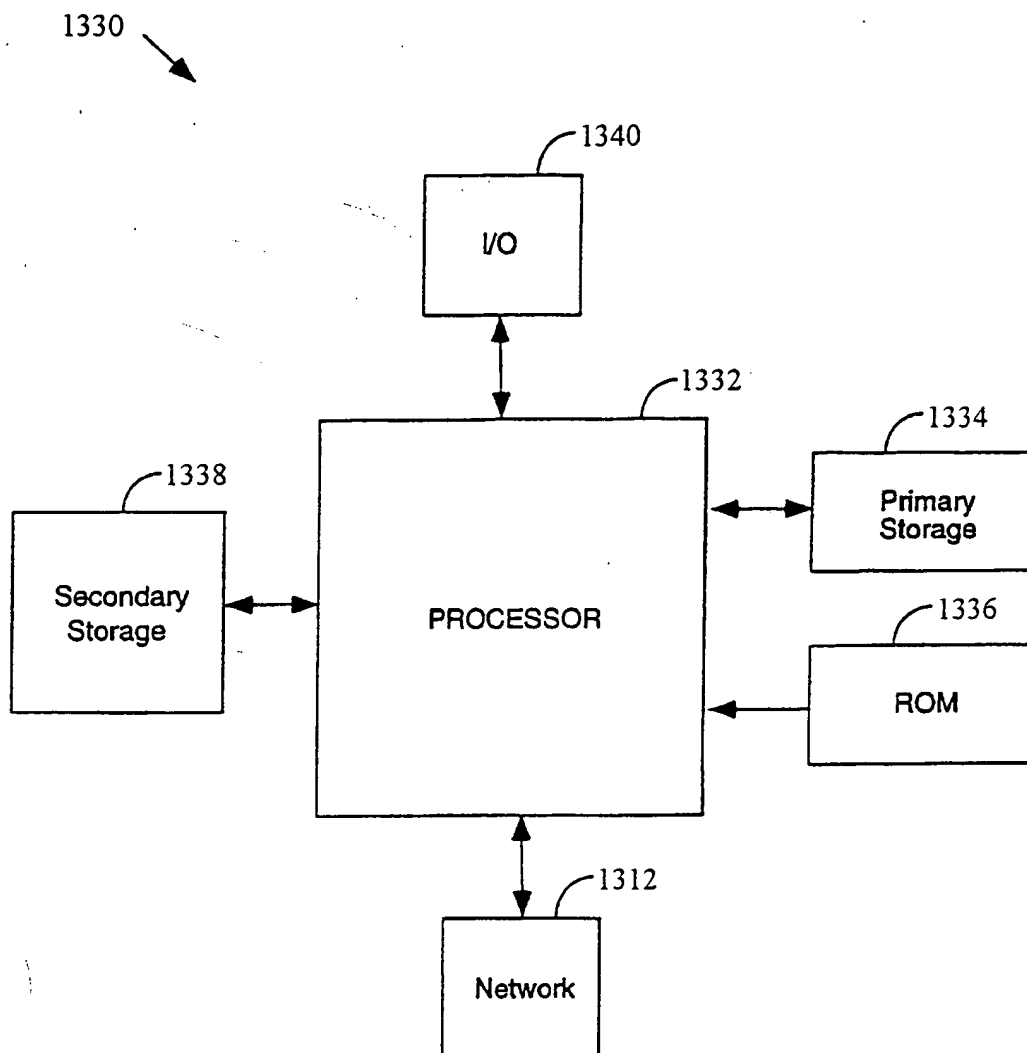 1330
1340
I/O
1332
1334
Primary
Storage
1338
Secondary
Storage
PROCESSOR
1336
ROM
1312
Network